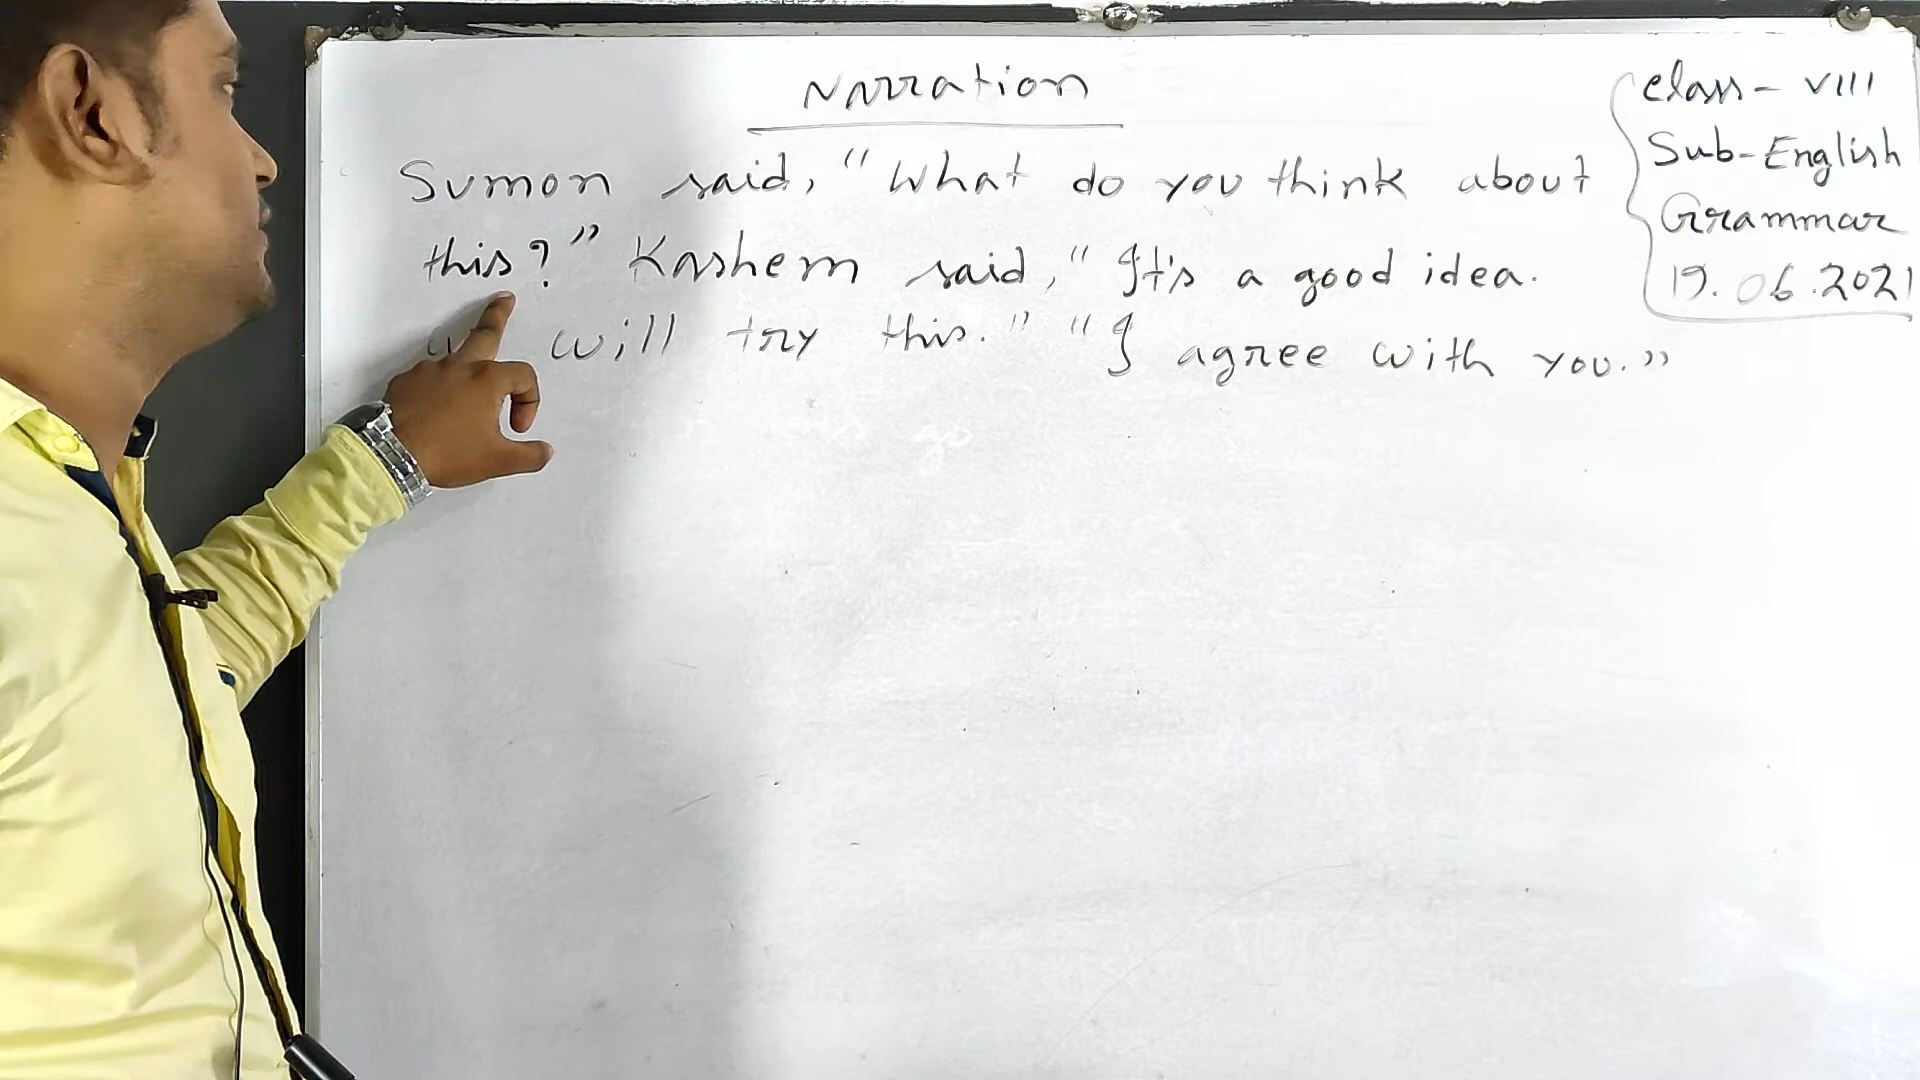 Narration
Sumon said, "What do you think about
this?" Kashem said, "It's a good idea.
will try this." "I agree with you."
class - VIII
Sub-English
Grammar
19.06.2021